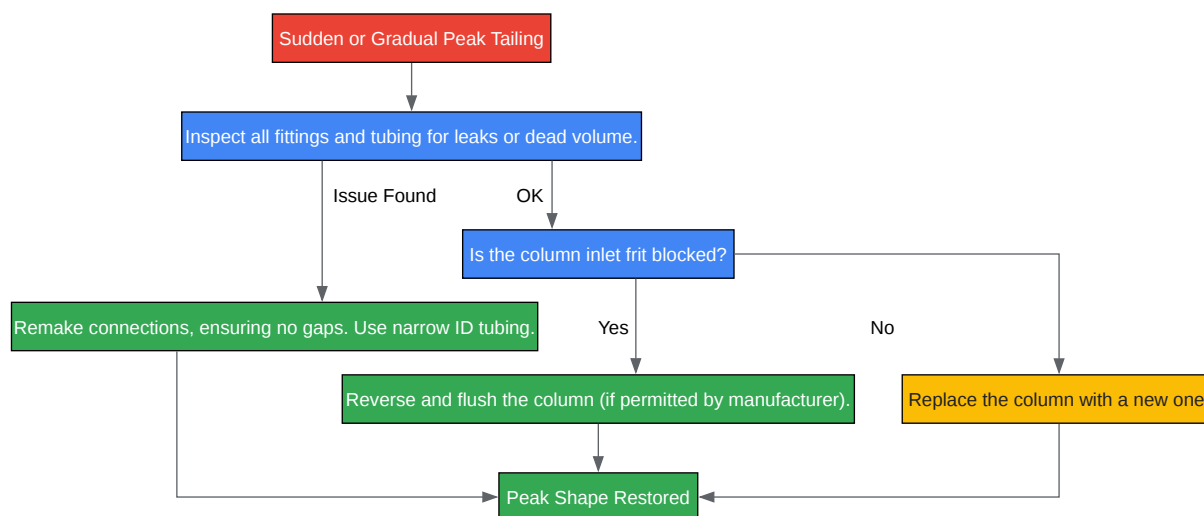 Sudden or Gradual Peak Tailing
Inspect all fittings and tubing for leaks or dead volume.
Issue Found
OK
Is the column inlet frit blocked?
Remake connections, ensuring no gaps. Use narrow ID tubing.
Yes
No
Reverse and flush the column (if permitted by manufacturer).
Replace the column with a new one
Peak Shape Restored